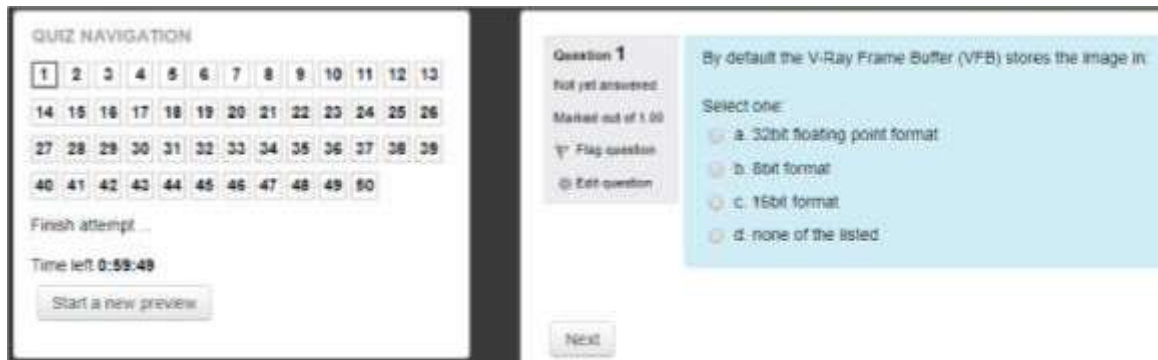 QUIZ NAVIGATION
1 2 3 4 5 6 7 8 9 10 11 12 13
14 15 16 17 18 19 20 21 22 23 24 25 26
27 28 29 30 31 32 33 34 35 36 37 38 39
40 41 42 43 44 45 46 47 48 49 50
Finish attempt ...
Time left 0:59:49
Start a new preview
Question 1
Not yet answered
Marked out of 1.00
Flag question
Edit question
By default the V-Ray Frame Buffer (VFB) stores the image in:
Select one:
a. 32bit floating point format
b. 8bit format
c. 16bit format
d. none of the listed
Next